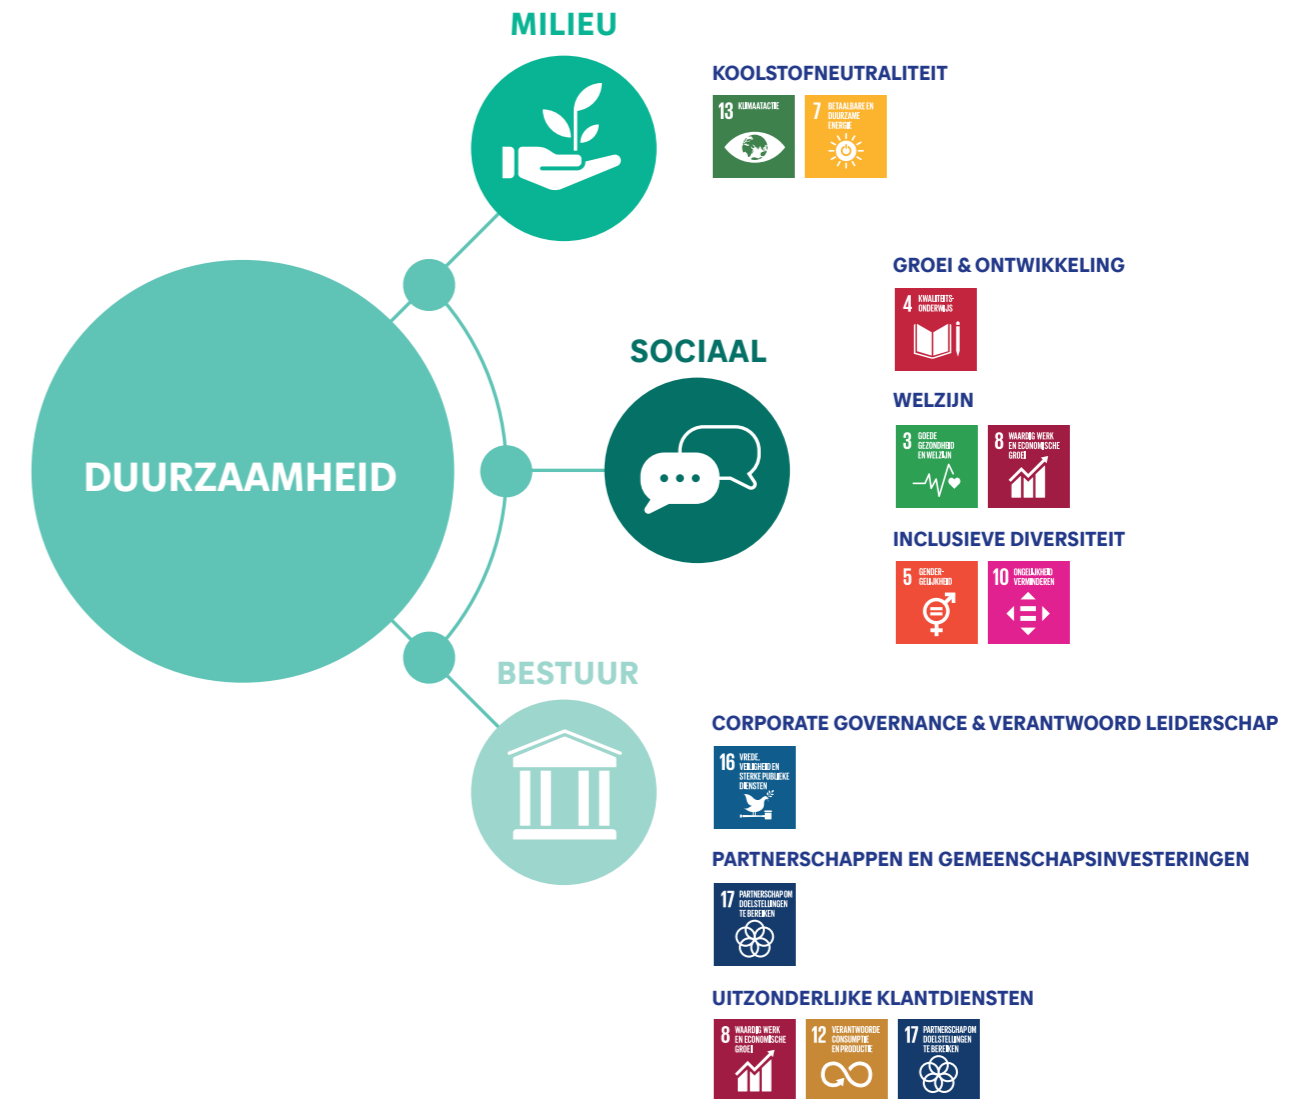 MILIEU
KOOLSTOFNEUTRALITEIT
13 KLIMAATACTIE
7 BETAALBARE EN
DUURZAME
ENERGIE
DUURZAAMHEID
SOCIAAL
GROEI & ONTWIKKELING
4 KWALITEITS-
ONDERWIJS
WELZIJN
3 GOEDE
GEZONDHEID
EN WELZIJN
8 WAARDIG WERK
EN ECONOMISCHE
GROEI
INCLUSIEVE DIVERSITEIT
5 GENDER-
GELIJKHEID
10 ONGELIJKHEID
VERMINDEREN
BESTUUR
CORPORATE GOVERNANCE & VERANTWOORD LEIDERSCHAP
16 VREDE,
VEILIGHEID EN
STERKE PUBLIEKE
DIENSTEN
PARTNERSCHAPPEN EN GEMEENSCHAPSINVESTERINGEN
17 PARTNERSCHAP OM
DOELSTELLINGEN
TE BEREIKEN
UITZONDERLIJKE KLANTDIENSTEN
8 WAARDIG WERK
EN ECONOMISCHE
GROEI
12 VERANTWOORDE
CONSUMPTIE
EN PRODUCTIE
17 PARTNERSCHAP OM
DOELSTELLINGEN
TE BEREIKEN